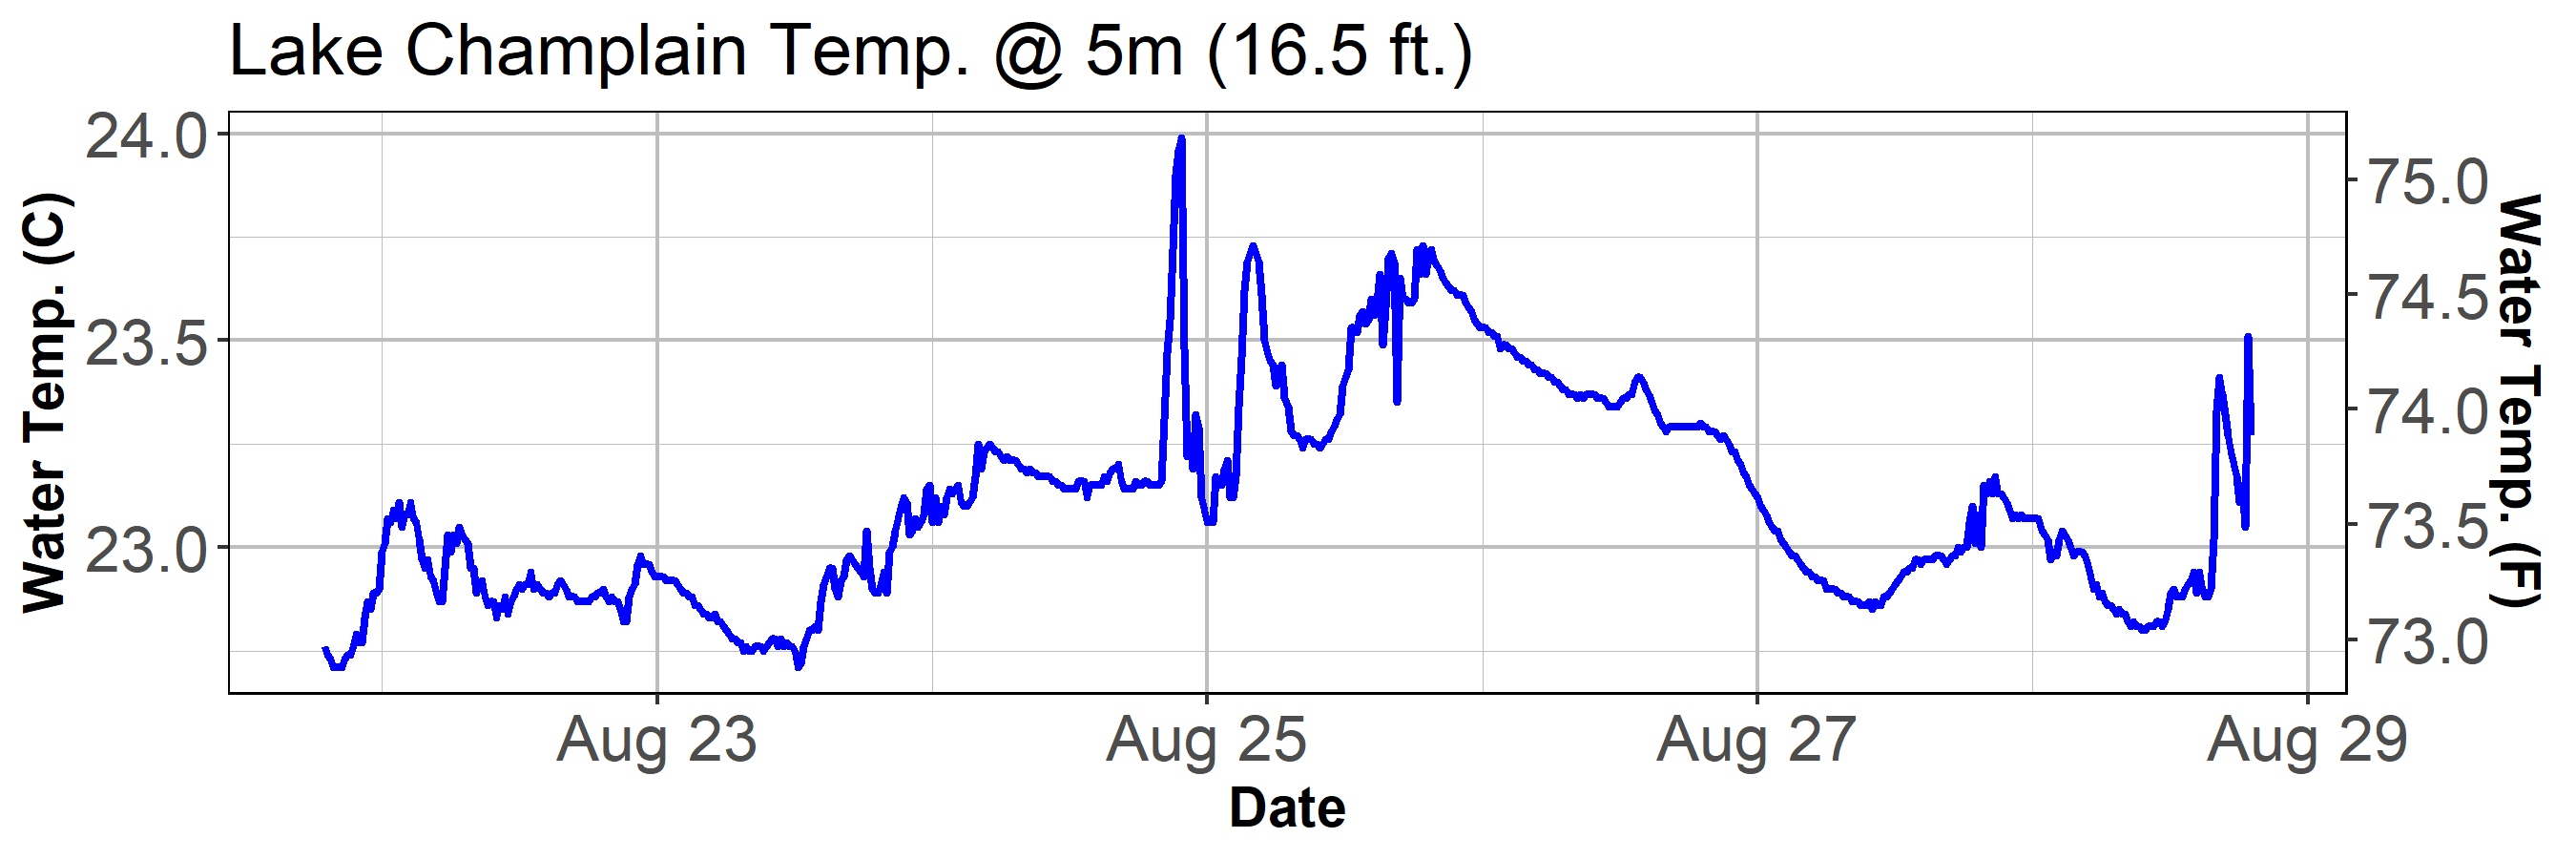 Lake Champlain Temp. @ 5m (16.5 ft.)
Water Temp. (C)
24.0
23.5
23.0
75.0
74.5
74.0
73.5
73.0
Water Temp. (F)
Aug 23
Aug 25
Aug 27
Aug 29
Date